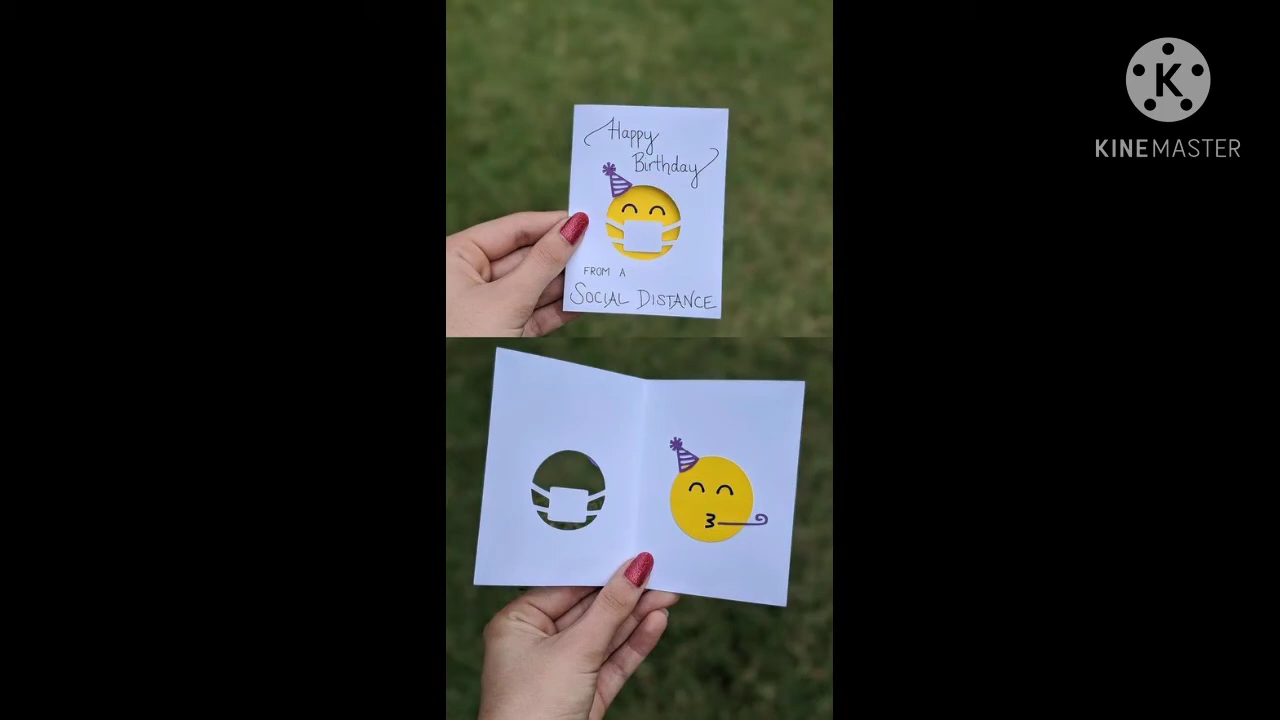 Happy
Birthday
FROM A
SOCIAL DISTANCE
K
KINEMASTER